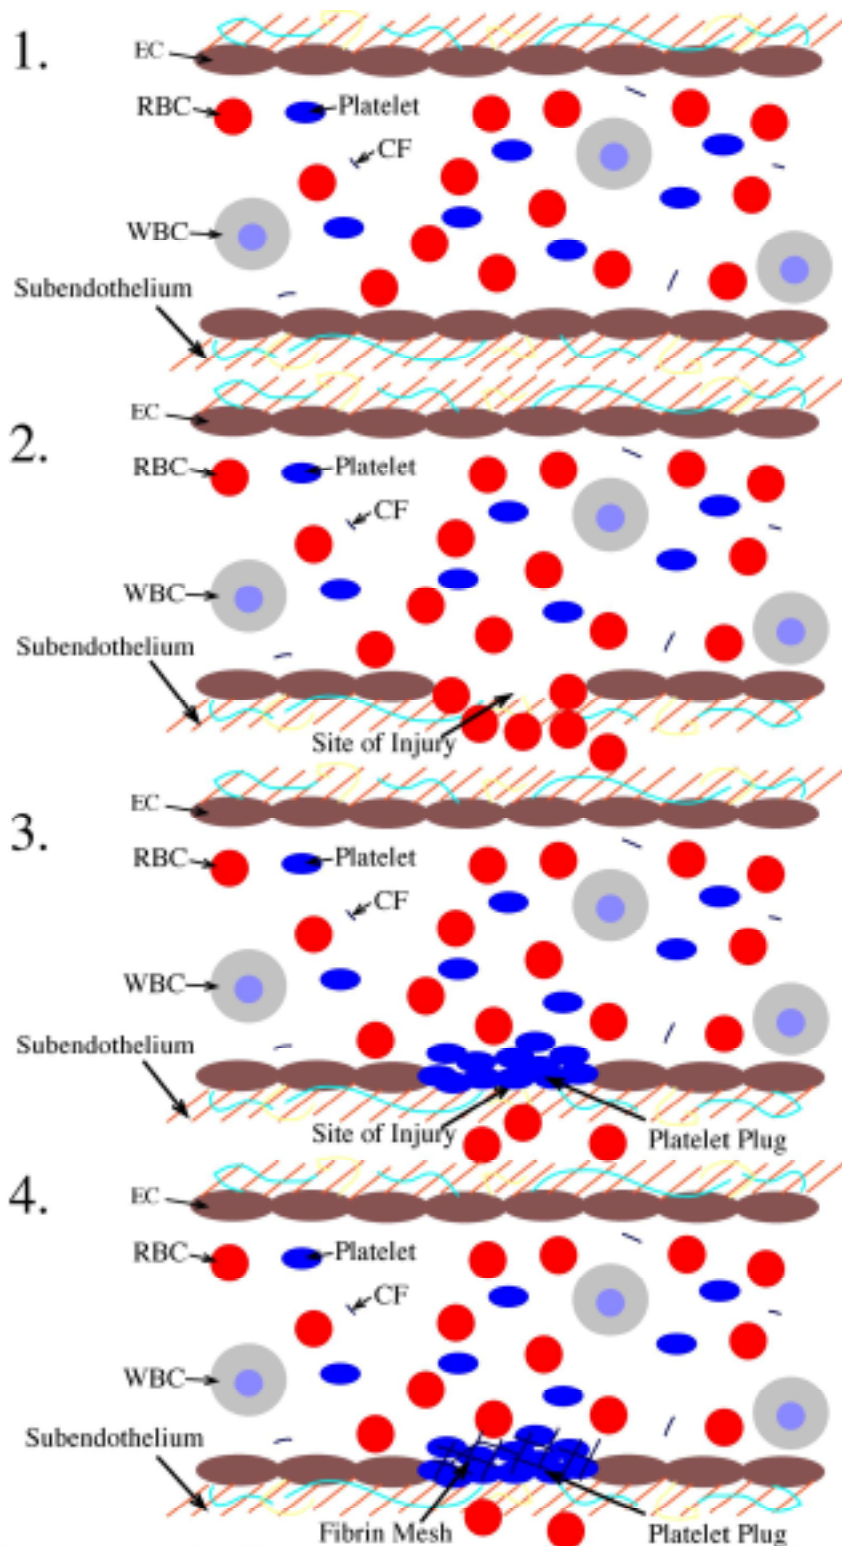 1.
EC
RBC
Platelet
CF
WBC
Subendothelium
2.
EC
RBC
Platelet
CF
WBC
Subendothelium
Site of Injury
3.
EC
RBC
Platelet
CF
WBC
Subendothelium
Site of Injury
Platelet Plug
4.
EC
RBC
Platelet
CF
WBC
Subendothelium
Fibrin Mesh
Platelet Plug